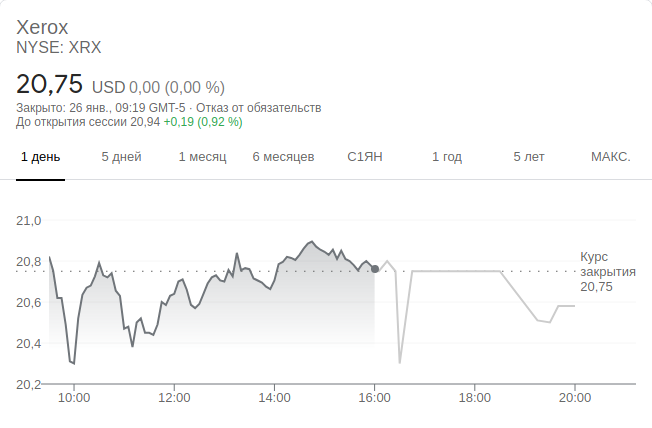 Xerox
NYSE: XRX
20,75 USD 0,00 (0,00 %)
Закрыто: 26 янв., 09:19 GMT-5 · Отказ от обязательств
До открытия сессии 20,94 +0,19 (0,92 %)
1 день 5 дней 1 месяц 6 месяцев С1ЯН 1 год 5 лет МАКС.
21,0
20,8
20,6
20,4
20,2
Курс
закрытия
20,75
10:00 12:00 14:00 16:00 18:00 20:00